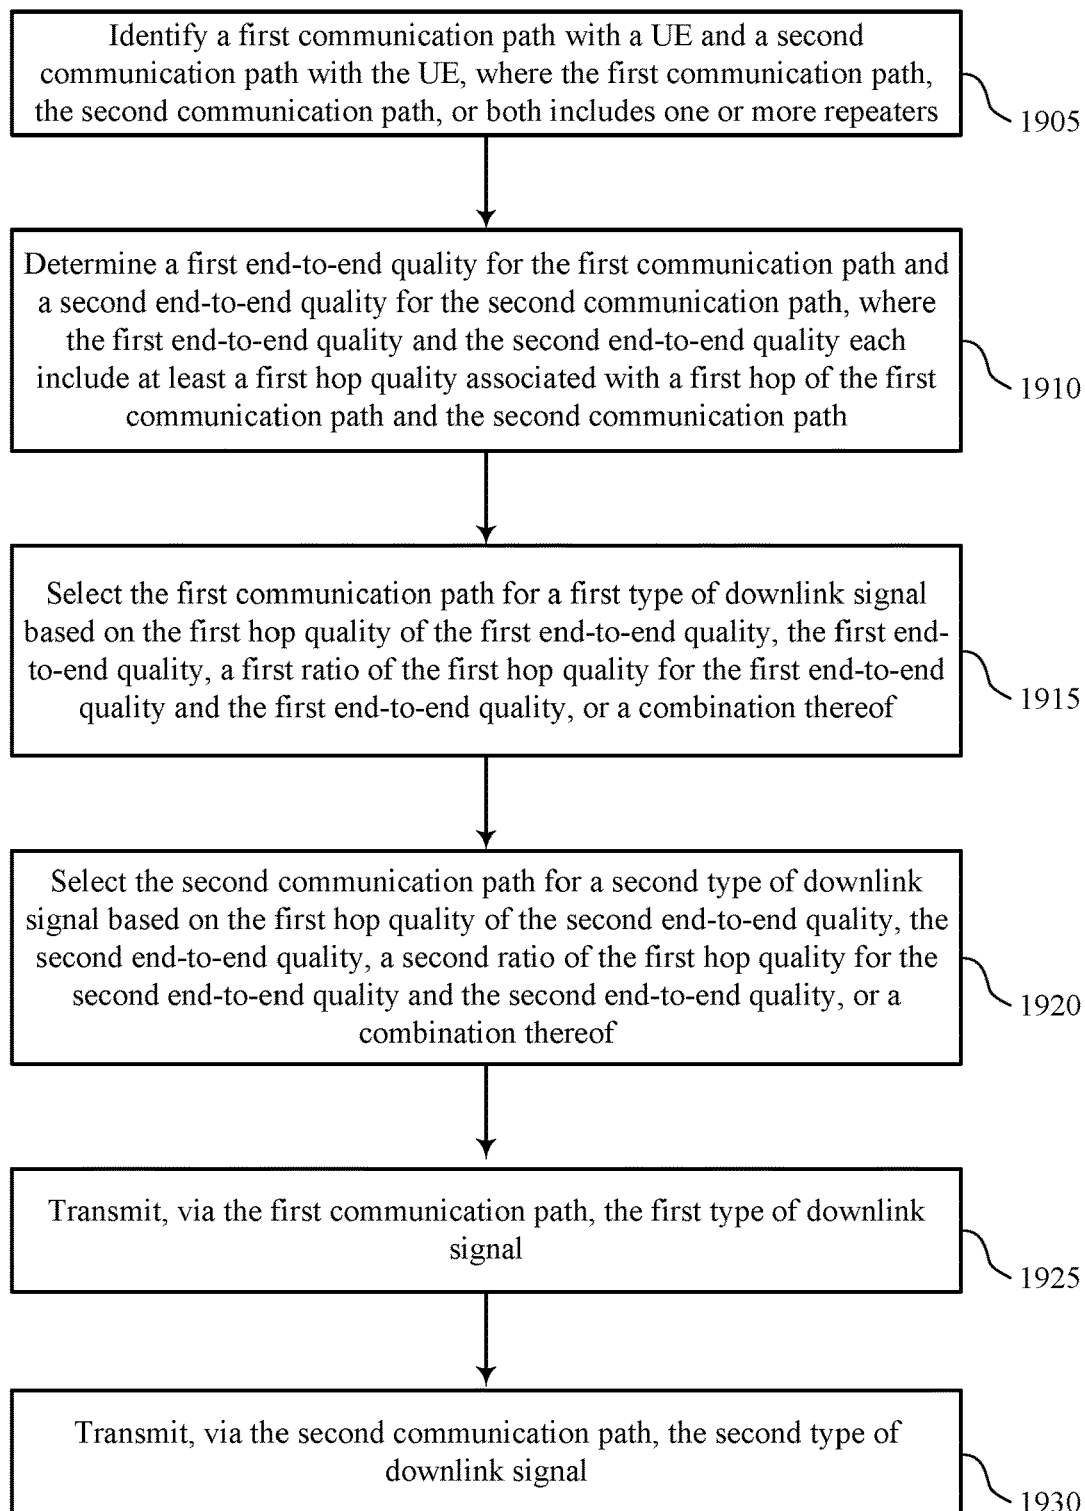 Identify a first communication path with a UE and a second
communication path with the UE, where the first communication path,
the second communication path, or both includes one or more repeaters
1905
Determine a first end-to-end quality for the first communication path and
a second end-to-end quality for the second communication path, where
the first end-to-end quality and the second end-to-end quality each
include at least a first hop quality associated with a first hop of the first
communication path and the second communication path
1910
Select the first communication path for a first type of downlink signal
based on the first hop quality of the first end-to-end quality, the first end-
to-end quality, a first ratio of the first hop quality for the first end-to-end
quality and the first end-to-end quality, or a combination thereof
1915
Select the second communication path for a second type of downlink
signal based on the first hop quality of the second end-to-end quality, the
second end-to-end quality, a second ratio of the first hop quality for the
second end-to-end quality and the second end-to-end quality, or a
combination thereof
1920
Transmit, via the first communication path, the first type of downlink
signal
1925
Transmit, via the second communication path, the second type of
downlink signal
1930